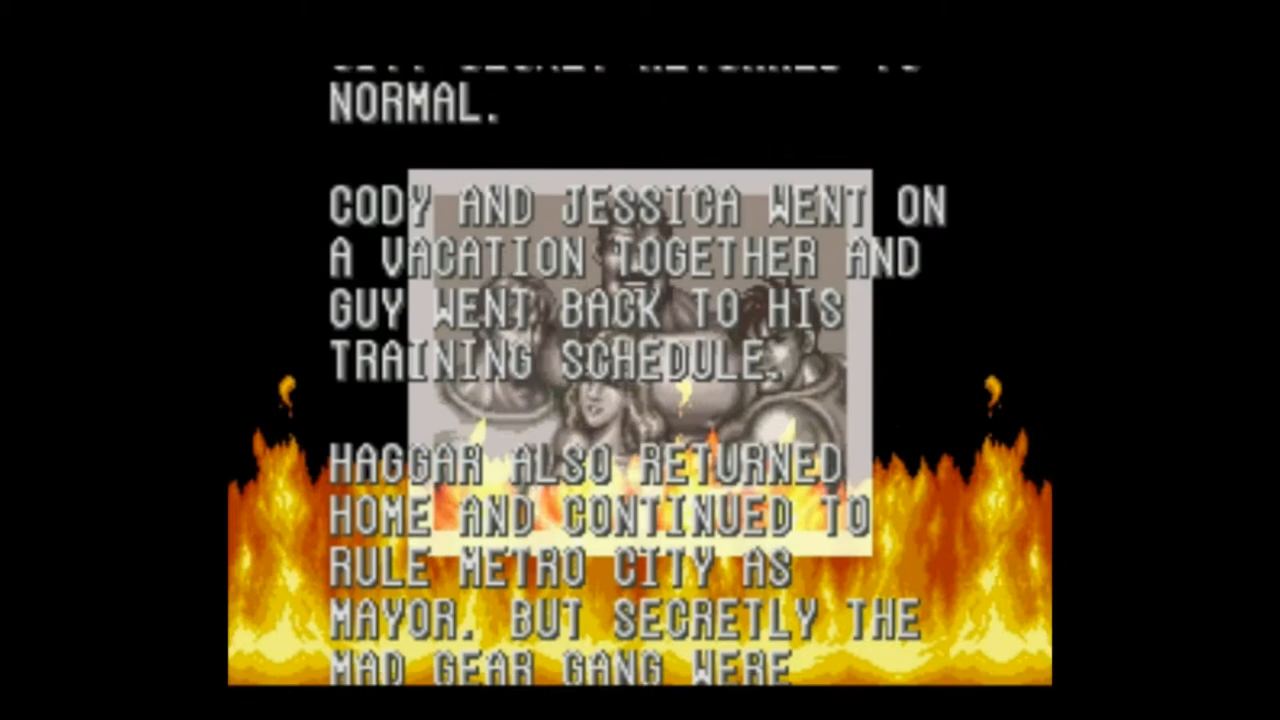 NORMAL.
CODY AND JESSICA WENT ON
A VACATION TOGETHER AND
GUY WENT BACK TO HIS
TRAINING SCHEDULE.
HAGGAR ALSO RETURNED
HOME AND CONTINUED TO
RULE METRO CITY AS
MAYOR. BUT SECRETLY THE
MAD GEAR GANG WERE